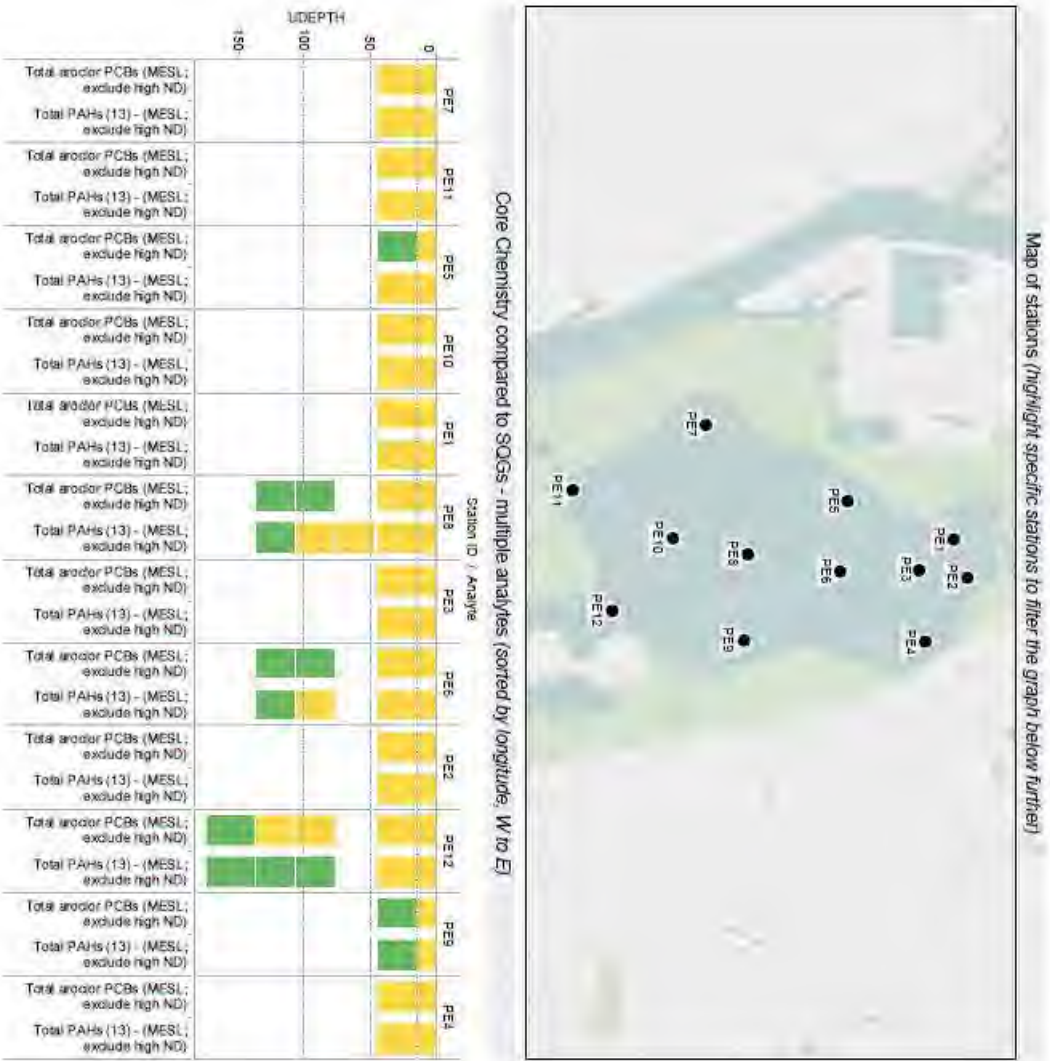 Map of stations (highlight specific stations to filter the graph below further)
PE1
PE2
PE3
PE4
PE5
PE6
PE7
PE8
PE9
PE10
PE11
PE12
Core Chemistry compared to SQGs - multiple analytes (sorted by longitude, W to E)
Station ID / Analyte
PE7
PE11
PE5
PE10
PE1
PE8
PE3
PE6
PE2
PE12
PE9
PE4
UDEPTH
0
-50
-100
-150
Total aroclor PCBs (MESL;
exclude high ND)
Total PAHs (13) - (MESL;
exclude high ND)
Total aroclor PCBs (MESL;
exclude high ND)
Total PAHs (13) - (MESL;
exclude high ND)
Total aroclor PCBs (MESL;
exclude high ND)
Total PAHs (13) - (MESL;
exclude high ND)
Total aroclor PCBs (MESL;
exclude high ND)
Total PAHs (13) - (MESL;
exclude high ND)
Total aroclor PCBs (MESL;
exclude high ND)
Total PAHs (13) - (MESL;
exclude high ND)
Total aroclor PCBs (MESL;
exclude high ND)
Total PAHs (13) - (MESL;
exclude high ND)
Total aroclor PCBs (MESL;
exclude high ND)
Total PAHs (13) - (MESL;
exclude high ND)
Total aroclor PCBs (MESL;
exclude high ND)
Total PAHs (13) - (MESL;
exclude high ND)
Total aroclor PCBs (MESL;
exclude high ND)
Total PAHs (13) - (MESL;
exclude high ND)
Total aroclor PCBs (MESL;
exclude high ND)
Total PAHs (13) - (MESL;
exclude high ND)
Total aroclor PCBs (MESL;
exclude high ND)
Total PAHs (13) - (MESL;
exclude high ND)
Total aroclor PCBs (MESL;
exclude high ND)
Total PAHs (13) - (MESL;
exclude high ND)